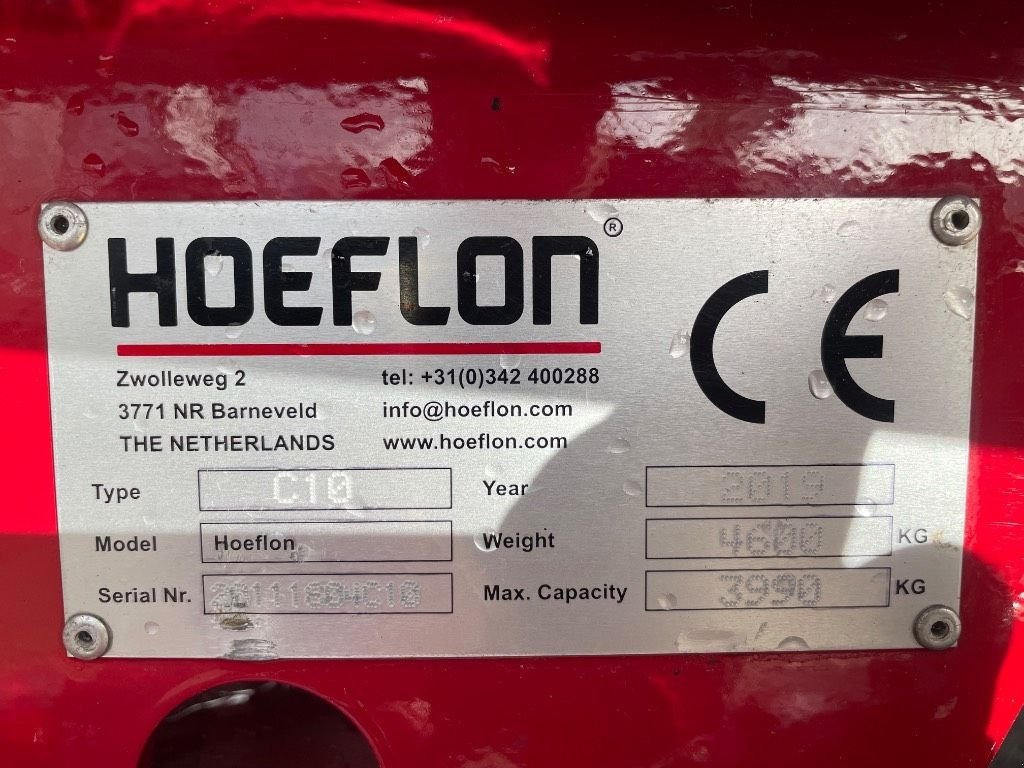 HOEFLON®
CE
Zwolleweg 2 tel: +31(0)342 400288
3771 NR Barneveld info@hoeflon.com
THE NETHERLANDS www.hoeflon.com
Type C10 Year 2019
Model Hoeflon Weight 4600 KG
Serial Nr. Max. Capacity 3990 KG